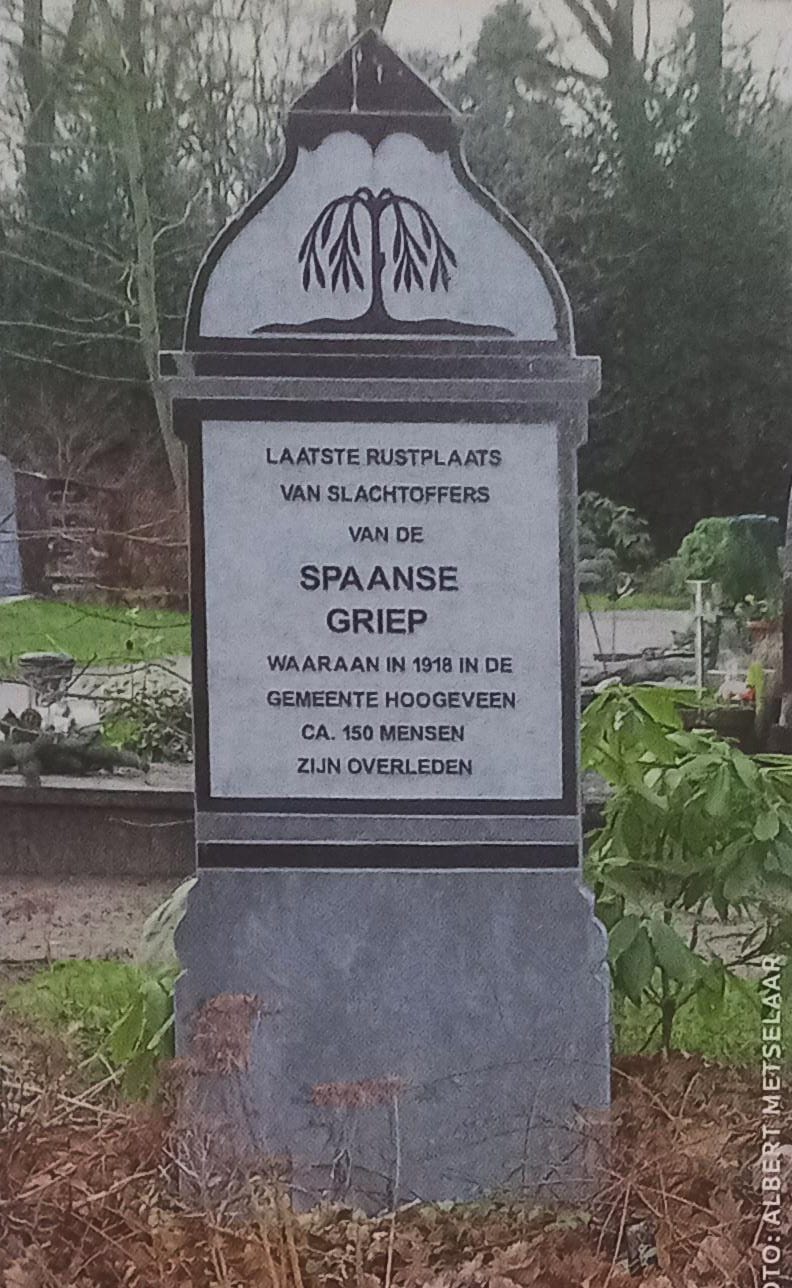 LAATSTE RUSTPLAATS
VAN SLACHTOFFERS
VAN DE
SPAANSE
GRIEP
WAARAAN IN 1918 IN DE
GEMEENTE HOOGEVEEN
CA. 150 MENSEN
ZIJN OVERLEDEN
OTO: ALBERT METSELAAR